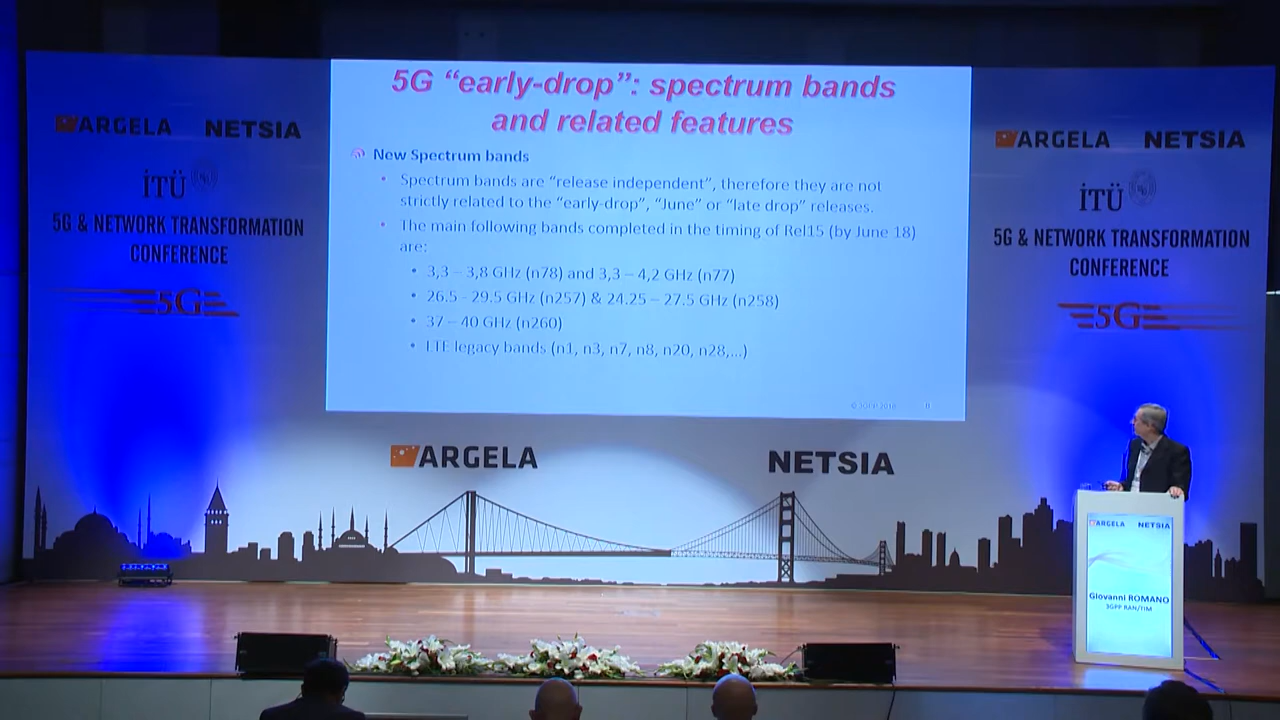 5G “early-drop”: spectrum bands
and related features
New Spectrum bands
• Spectrum bands are “release independent”, therefore they are not
strictly related to the “early-drop”, “June” or “late drop” releases.
• The main following bands completed in the timing of Rel15 (by June 18)
are:
• 3,3 – 3,8 GHz (n78) and 3,3 – 4,2 GHz (n77)
• 26.5 - 29.5 GHz (n257) & 24.25 – 27.5 GHz (n258)
• 37 – 40 GHz (n260)
• LTE legacy bands (n1, n3, n7, n8, n20, n28,...)
© 3GPP 2018 8
ARGELA NETSIA
İTÜ
5G & NETWORK TRANSFORMATION
CONFERENCE
5G
ARGELA NETSIA
İTÜ
5G & NETWORK TRANSFORMATION
CONFERENCE
5G
ARGELA NETSIA
ARGELA NETSIA
Giovanni ROMANO
3GPP RAN/TIM